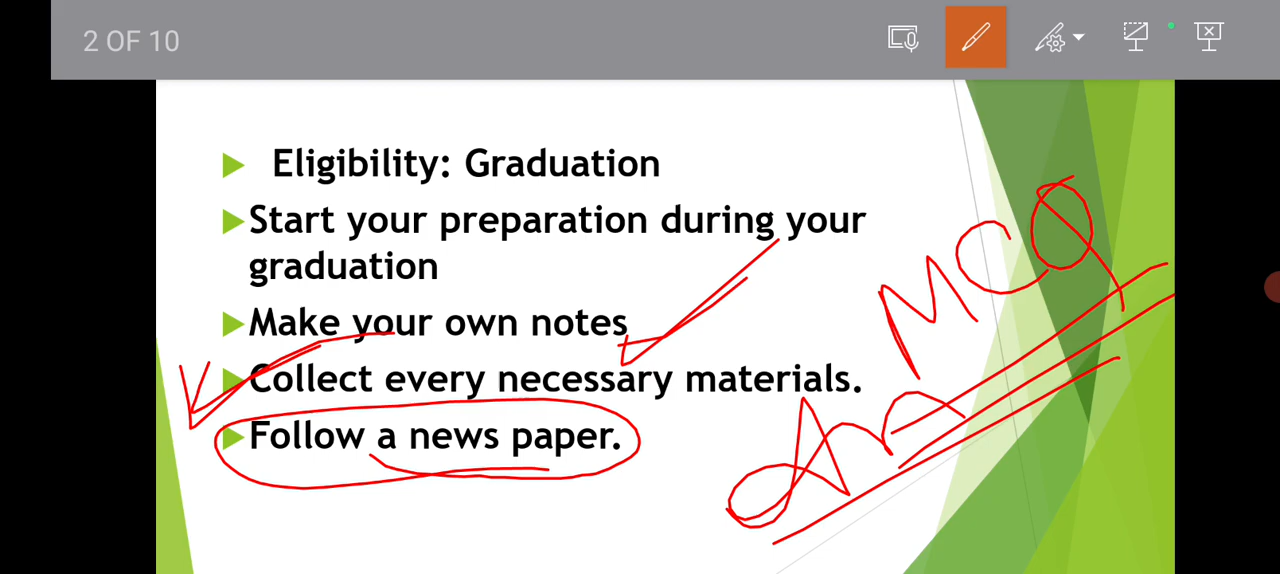 2 OF 10
Eligibility: Graduation
Start your preparation during your
graduation
Make your own notes
Collect every necessary materials.
Follow a news paper.
MCQ